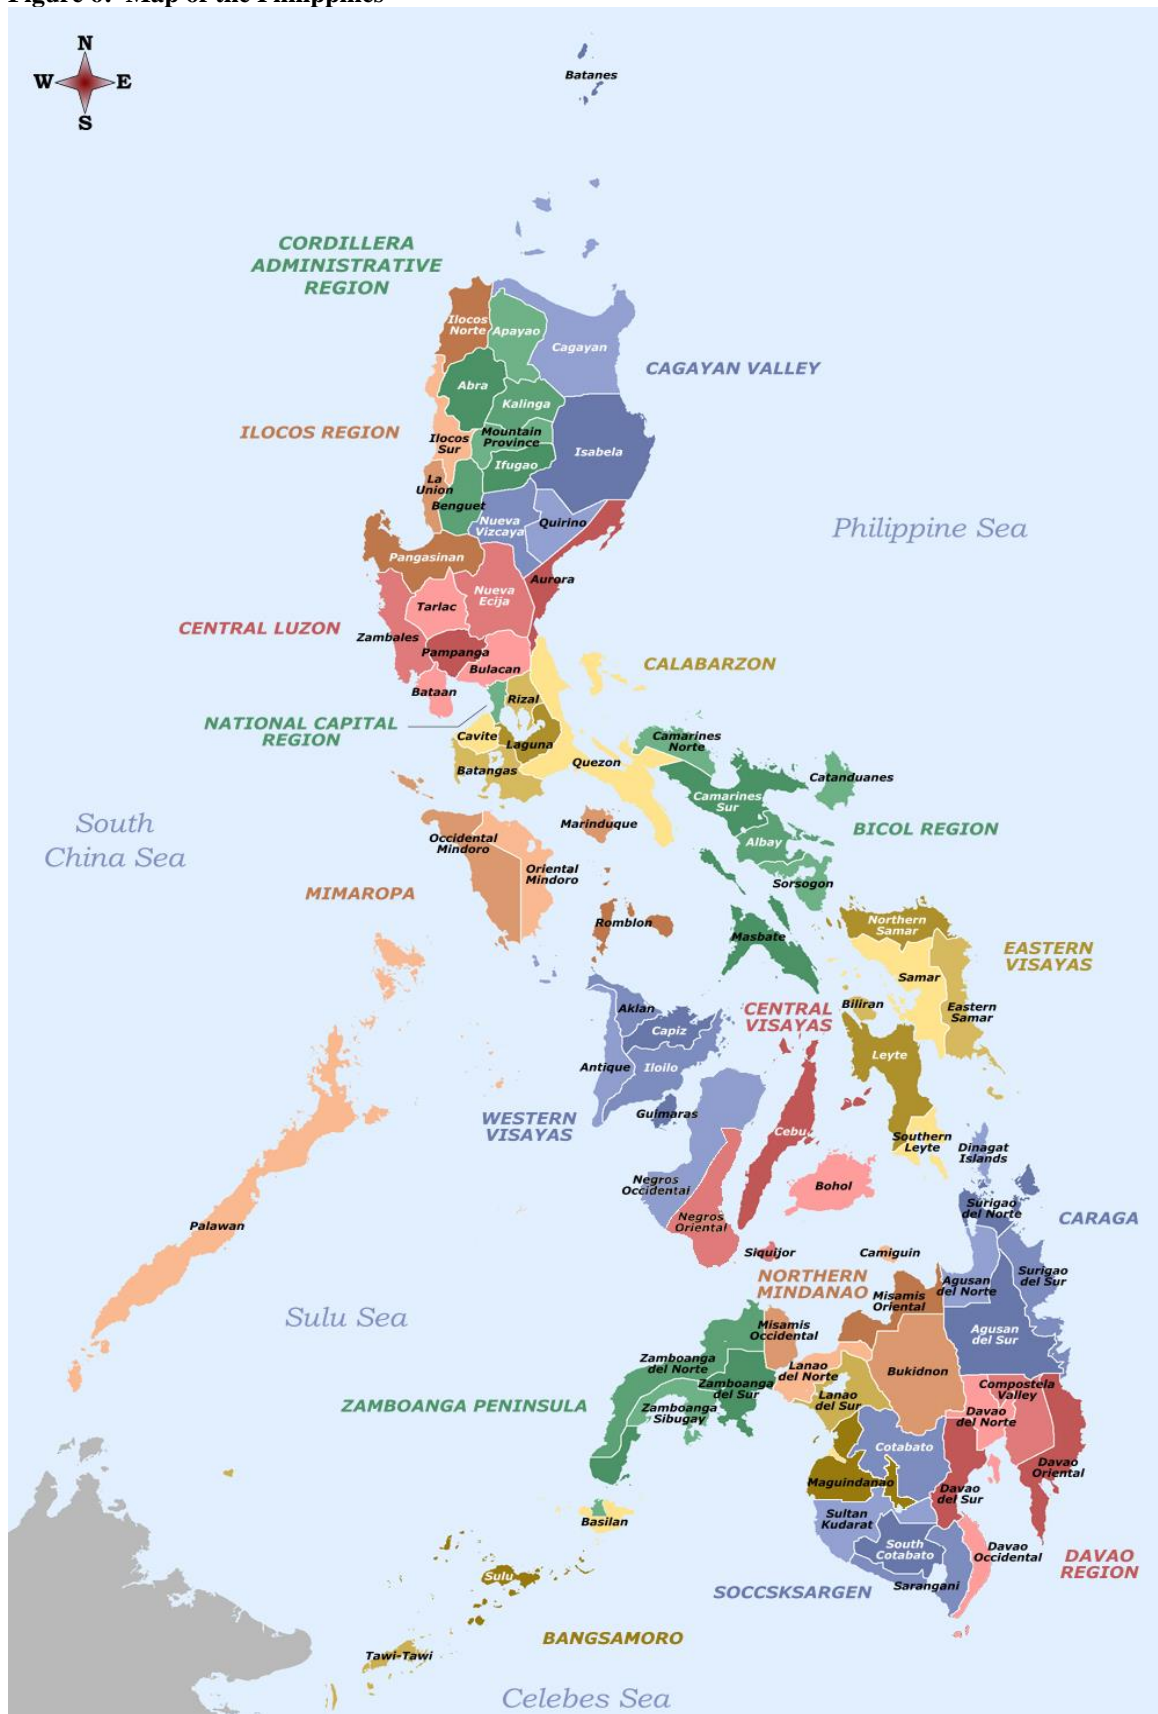 Figure 6: Map of the Philippines
N
W E
S
Batanes
CORDILLERA
ADMINISTRATIVE
REGION
Ilocos
Norte
Apayao
Cagayan
CAGAYAN VALLEY
Abra
Kalinga
ILOCOS REGION
Ilocos
Sur
Mountain
Province
Isabela
Ifugao
La
Union
Benguet
Nueva
Vizcaya
Quirino
Philippine Sea
Pangasinan
Aurora
Nueva
Ecija
Tarlac
CENTRAL LUZON
Zambales
Pampanga
Bulacan
CALABARZON
Bataan
Rizal
NATIONAL CAPITAL
REGION
Cavite
Laguna
Camarines
Norte
Quezon
Batangas
Catanduanes
Camarines
Sur
South
China Sea
Marinduque
BICOL REGION
Occidental
Mindoro
Albay
Oriental
Mindoro
Sorsogon
MIMAROPA
Romblon
Northern
Samar
Masbate
EASTERN
VISAYAS
Samar
Aklan
CENTRAL
VISAYAS
Biliran
Eastern
Samar
Capiz
Leyte
Antique
Iloilo
Guimaras
WESTERN
VISAYAS
Cebu
Southern
Leyte
Dinagat
Islands
Negros
Occidental
Bohol
Palawan
Negros
Oriental
Surigao
del Norte
CARAGA
Siquijor
Camiguin
NORTHERN
MINDANAO
Agusan
del Norte
Surigao
del Sur
Misamis
Oriental
Sulu Sea
Misamis
Occidental
Agusan
del Sur
Zamboanga
del Norte
Lanao
del Norte
Bukidnon
Zamboanga
del Sur
Compostela
Valley
ZAMBOANGA PENINSULA
Zamboanga
Sibugay
Lanao
del Sur
Davao
del Norte
Cotabato
Davao
Oriental
Maguindanao
Davao
del Sur
Basilan
Sultan
Kudarat
South
Cotabato
Davao
Occidental
DAVAO
REGION
Sulu
SOCCSKSARGEN
Sarangani
BANGSAMORO
Tawi-Tawi
Celebes Sea